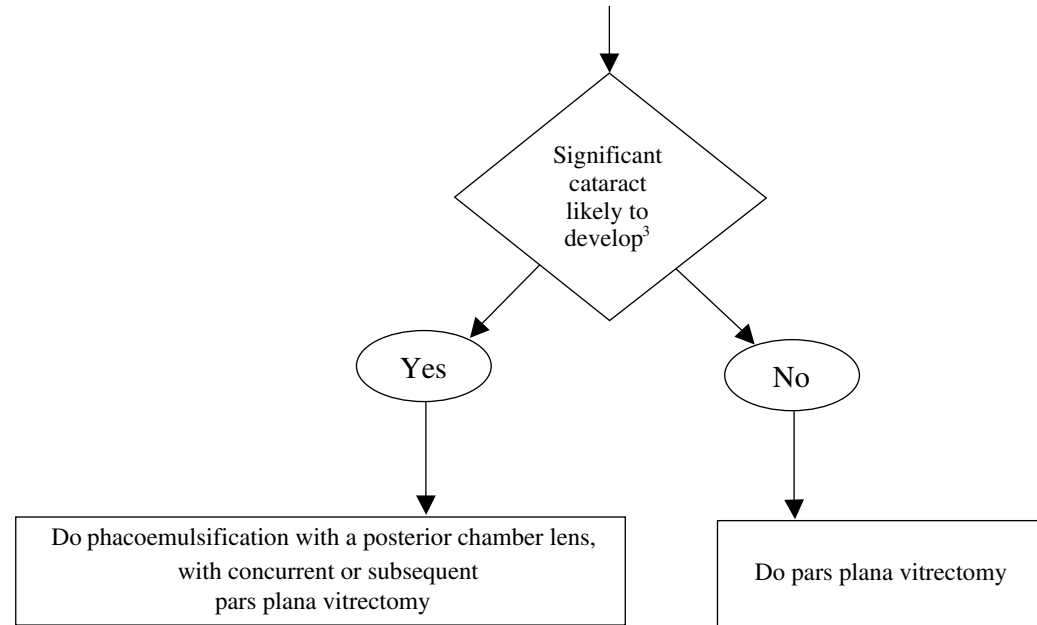 Significant
cataract
likely to
develop³
Yes
No
Do phacoemulsification with a posterior chamber lens,
with concurrent or subsequent
pars plana vitrectomy
Do pars plana vitrectomy